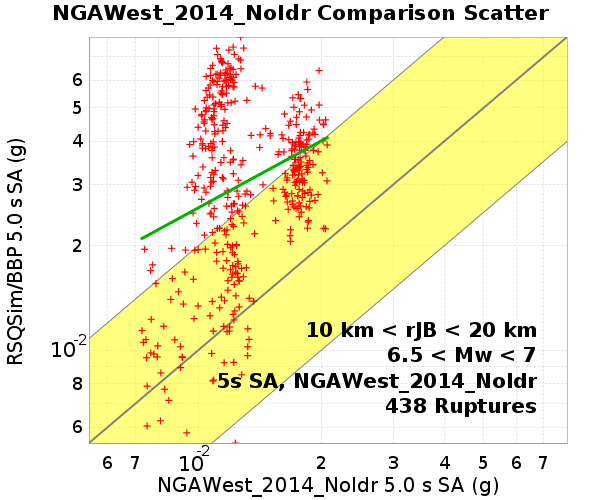 NGAWest_2014_NoIdr Comparison Scatter
RSQSim/BBP 5.0 s SA (g)
6
5
4
3
2
10-2
8
6
10 km < rJB < 20 km
6.5 < Mw < 7
5s SA, NGAWest_2014_NoIdr
438 Ruptures
6 7 10-2 2 3 4 5 6 7
NGAWest_2014_NoIdr 5.0 s SA (g)